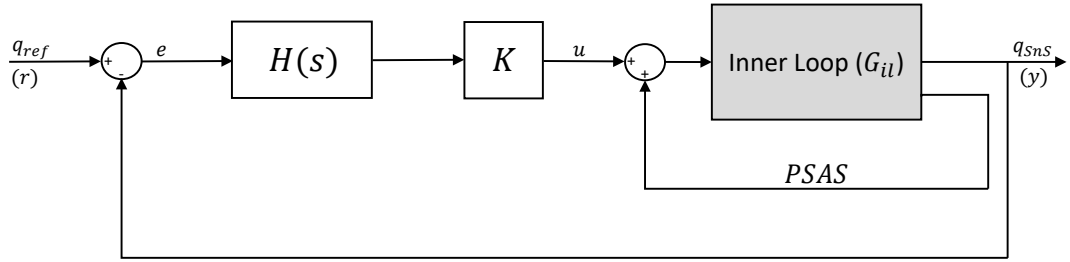 q_ref
(r)
+
-
e
H(s)
K
u
+
+
Inner Loop (G_il)
q_SnS
(y)
PSAS